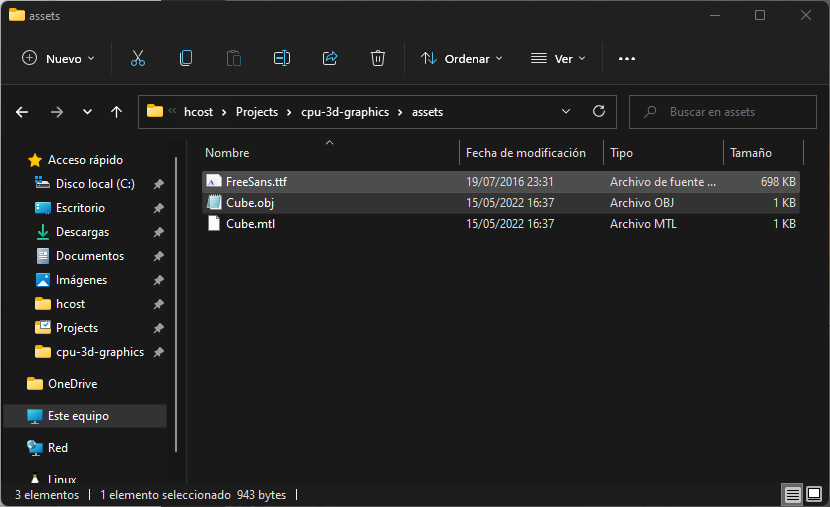 assets
Nuevo
Ordenar
Ver
hcost > Projects > cpu-3d-graphics > assets
Buscar en assets
Acceso rápido
Disco local (C:)
Escritorio
Descargas
Documentos
Imágenes
hcost
Projects
cpu-3d-graphics
OneDrive
Este equipo
Red
Linux
Nombre Fecha de modificación Tipo Tamaño
FreeSans.ttf 19/07/2016 23:31 Archivo de fuente ... 698 KB
Cube.obj 15/05/2022 16:37 Archivo OBJ 1 KB
Cube.mtl 15/05/2022 16:37 Archivo MTL 1 KB
3 elementos | 1 elemento seleccionado 943 bytes |